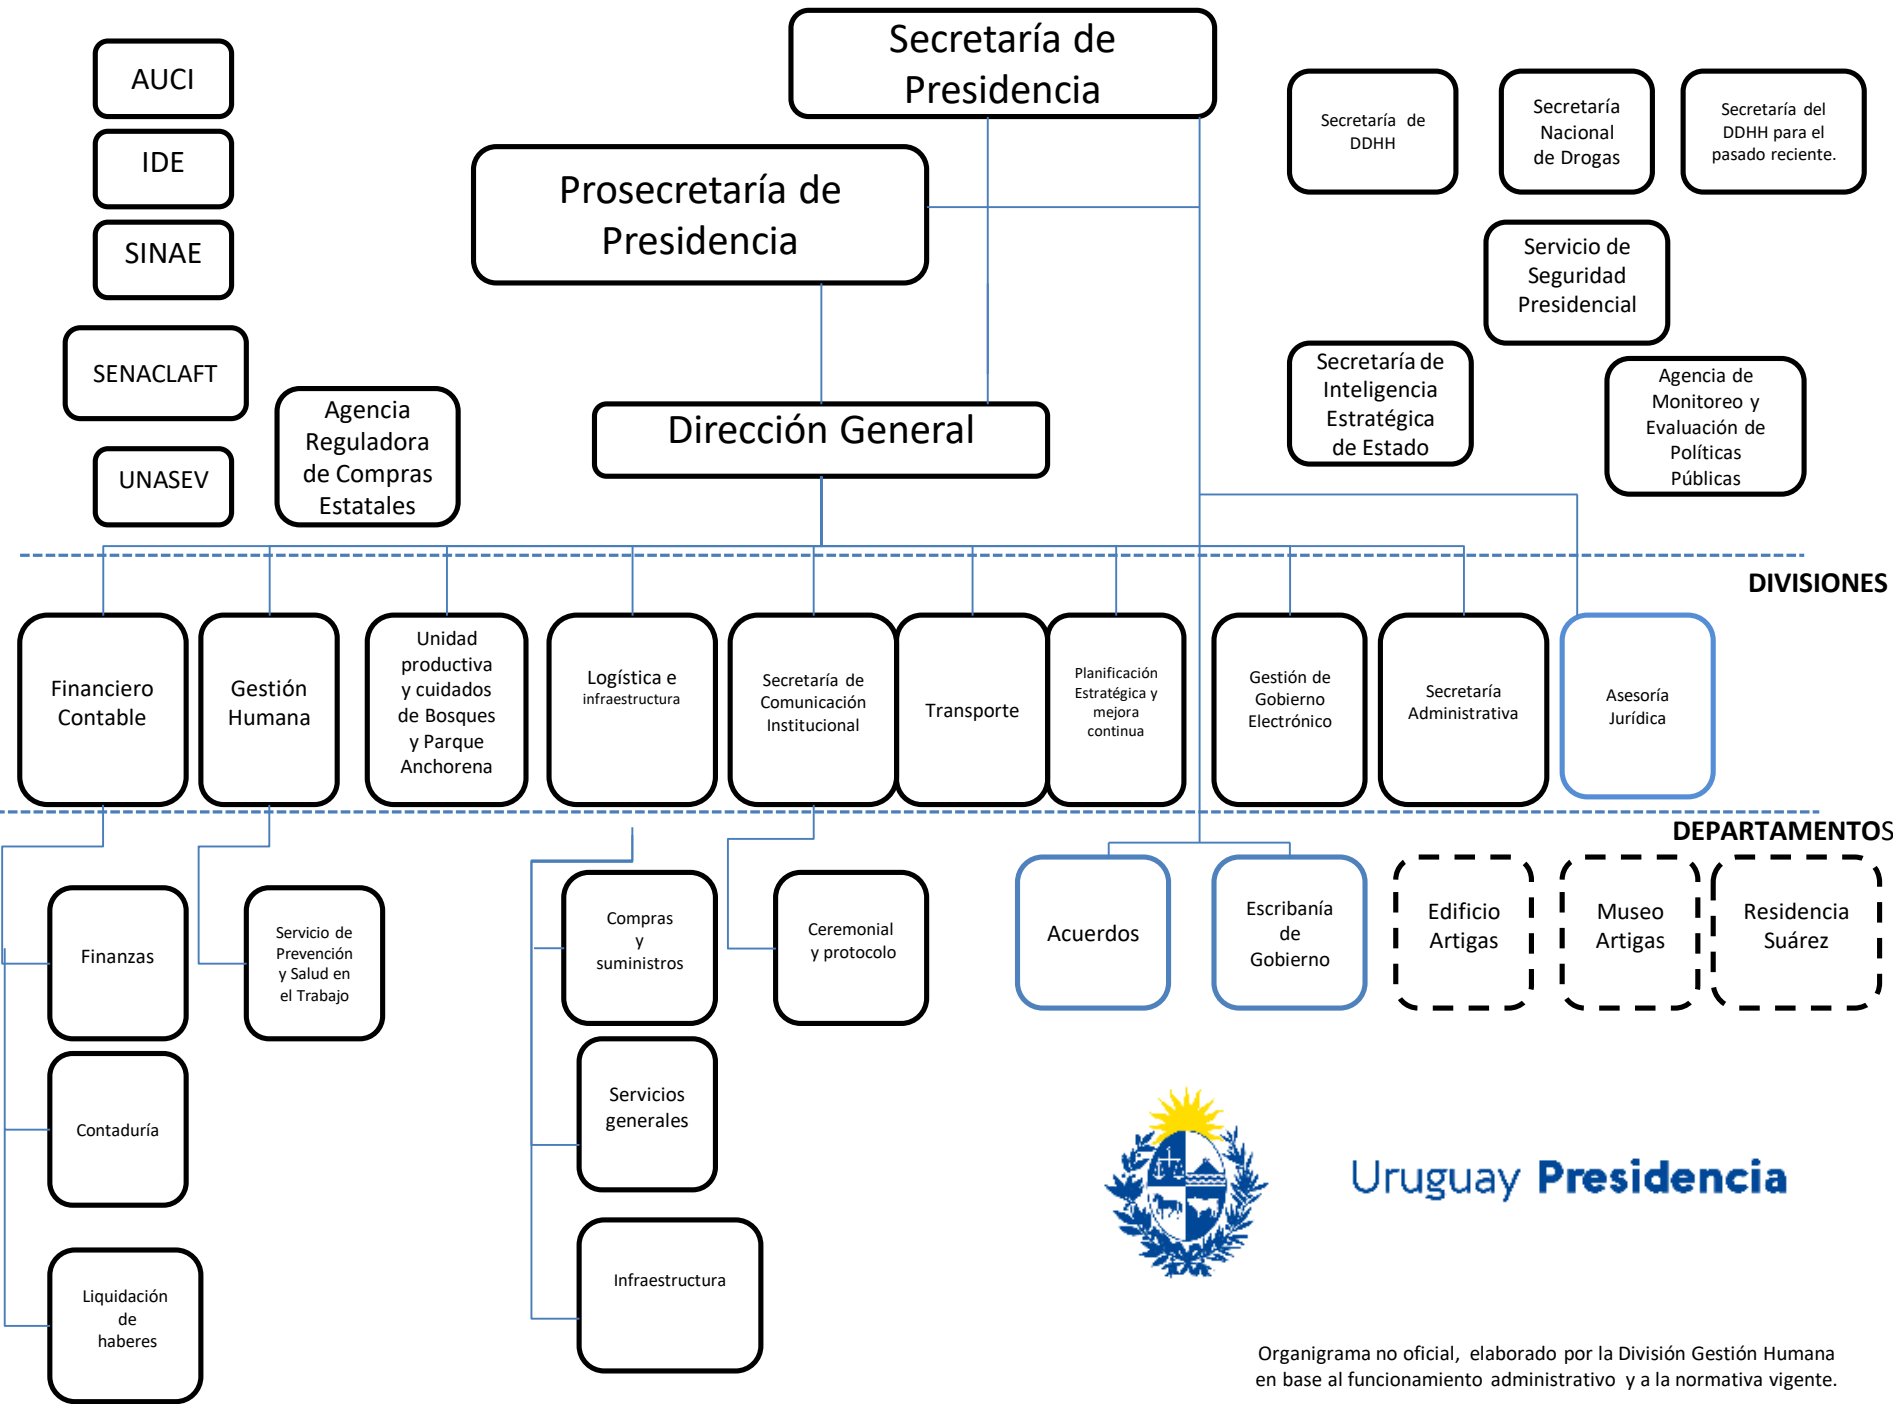 Secretaría de
Presidencia
AUCI
IDE
SINAE
SENACLAFT
UNASEV
Agencia
Reguladora
de Compras
Estatales
Prosecretaría de
Presidencia
Dirección General
Secretaría de
DDHH
Secretaría
Nacional
de Drogas
Secretaría del
DDHH para el
pasado reciente.
Servicio de
Seguridad
Presidencial
Secretaría de
Inteligencia
Estratégica
de Estado
Agencia de
Monitoreo y
Evaluación de
Políticas
Públicas
DIVISIONES
Financiero
Contable
Gestión
Humana
Unidad
productiva
y cuidados
de Bosques
y Parque
Anchorena
Logística e
infraestructura
Secretaría de
Comunicación
Institucional
Transporte
Planificación
Estratégica y
mejora
continua
Gestión de
Gobierno
Electrónico
Secretaría
Administrativa
Asesoría
Jurídica
DEPARTAMENTOS
Finanzas
Servicio de
Prevención
y Salud en
el Trabajo
Compras
y
suministros
Ceremonial
y protocolo
Acuerdos
Escribanía
de
Gobierno
Edificio
Artigas
Museo
Artigas
Residencia
Suárez
Contaduría
Servicios
generales
Liquidación
de
haberes
Infraestructura
Uruguay Presidencia
Organigrama no oficial, elaborado por la División Gestión Humana
en base al funcionamiento administrativo y a la normativa vigente.